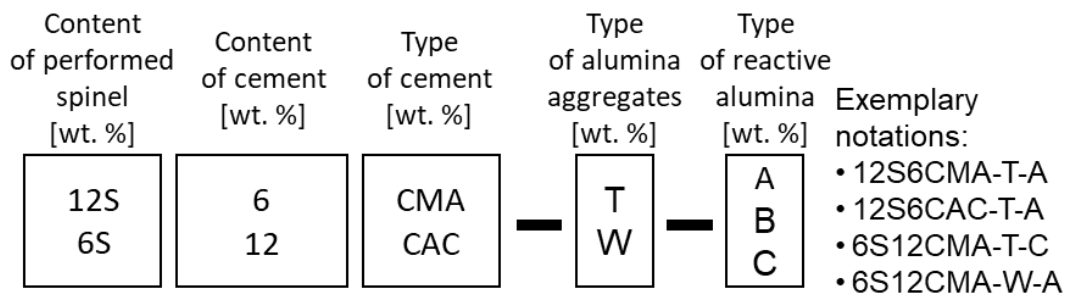 Content
of performed
spinel
[wt. %]
Content
of cement
[wt. %]
Type
of cement
[wt. %]
Type
of alumina
aggregates
[wt. %]
Type
of reactive
alumina
[wt. %]
Exemplary
notations:
12S
6S
6
12
CMA
CAC
T
W
A
B
C
• 12S6CMA-T-A
• 12S6CAC-T-A
• 6S12CMA-T-C
• 6S12CMA-W-A